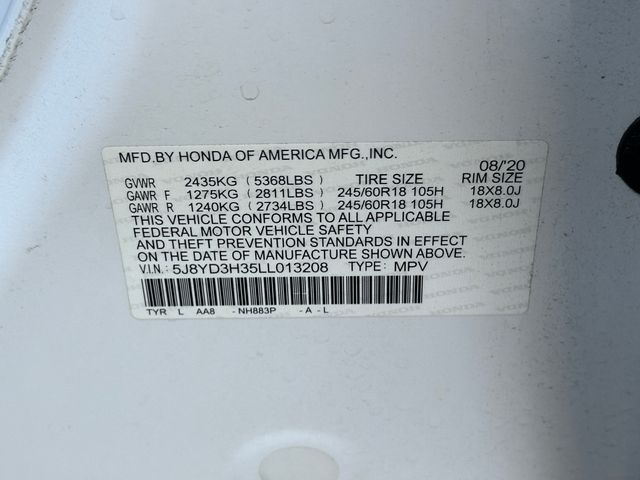 MFD.BY HONDA OF AMERICA MFG.,INC. 08/'20
GVWR 2435KG (5368LBS) TIRE SIZE RIM SIZE
GAWR F 1275KG (2811LBS) 245/60R18 105H 18X8.0J
GAWR R 1240KG (2734LBS) 245/60R18 105H 18X8.0J
THIS VEHICLE CONFORMS TO ALL APPLICABLE
FEDERAL MOTOR VEHICLE SAFETY
AND THEFT PREVENTION STANDARDS IN EFFECT
ON THE DATE OF MANUFACTURE SHOWN ABOVE.
V.I.N.: 5J8YD3H35LL013208 TYPE: MPV
TYR L AA8 -NH883P -A-L